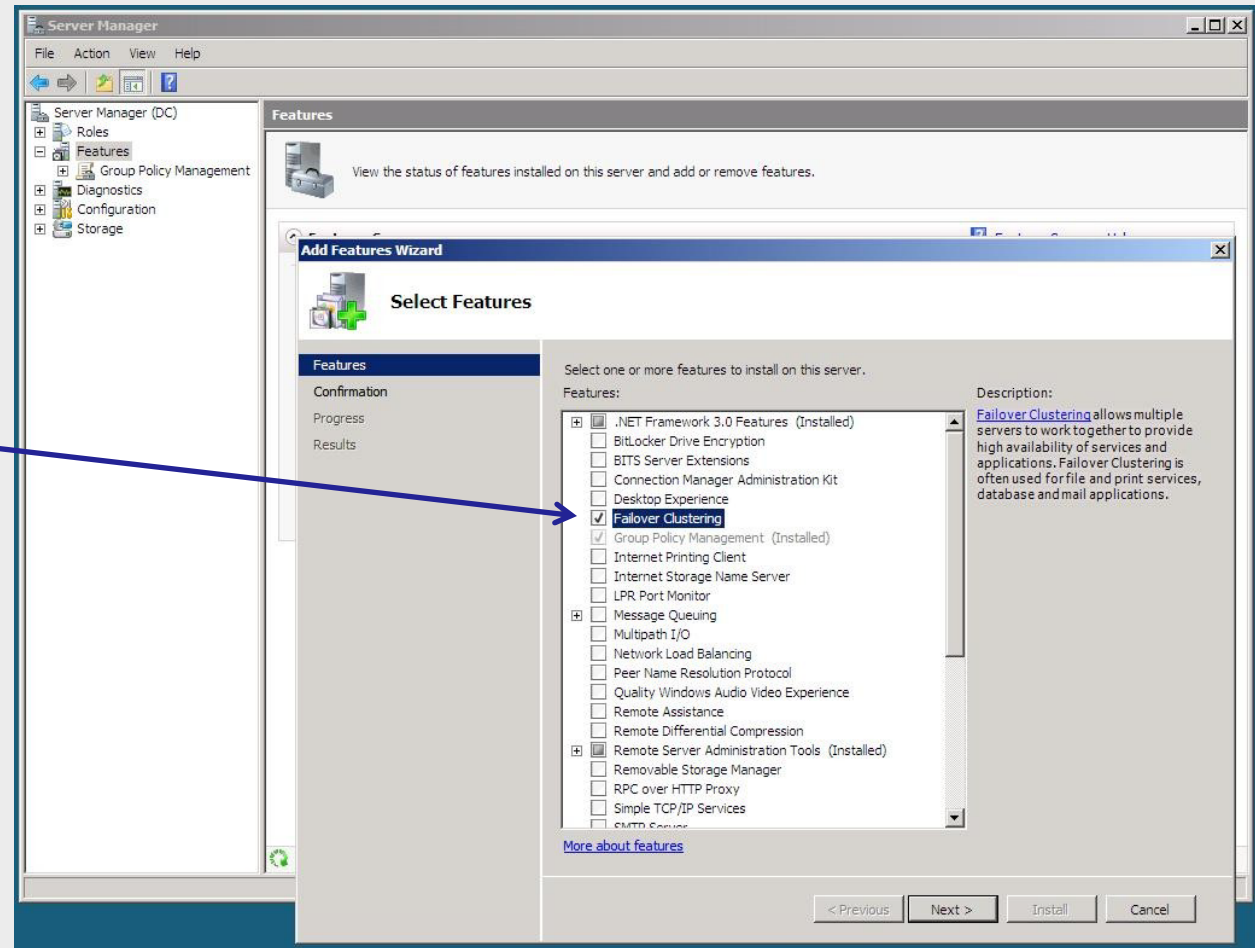 Server Manager
File Action View Help
Server Manager (DC)
Roles
Features
Group Policy Management
Diagnostics
Configuration
Storage
Features
View the status of features installed on this server and add or remove features.
Add Features Wizard
Select Features
Features
Confirmation
Progress
Results
Select one or more features to install on this server.
Features:
.NET Framework 3.0 Features (Installed)
BitLocker Drive Encryption
BITS Server Extensions
Connection Manager Administration Kit
Desktop Experience
Failover Clustering
Group Policy Management (Installed)
Internet Printing Client
Internet Storage Name Server
LPR Port Monitor
Message Queuing
Multipath I/O
Network Load Balancing
Peer Name Resolution Protocol
Quality Windows Audio Video Experience
Remote Assistance
Remote Differential Compression
Remote Server Administration Tools (Installed)
Removable Storage Manager
RPC over HTTP Proxy
Simple TCP/IP Services
SMTP Server
More about features
Description:
Failover Clustering allows multiple
servers to work together to provide
high availability of services and
applications. Failover Clustering is
often used for file and print services,
database and mail applications.
< Previous Next > Install Cancel